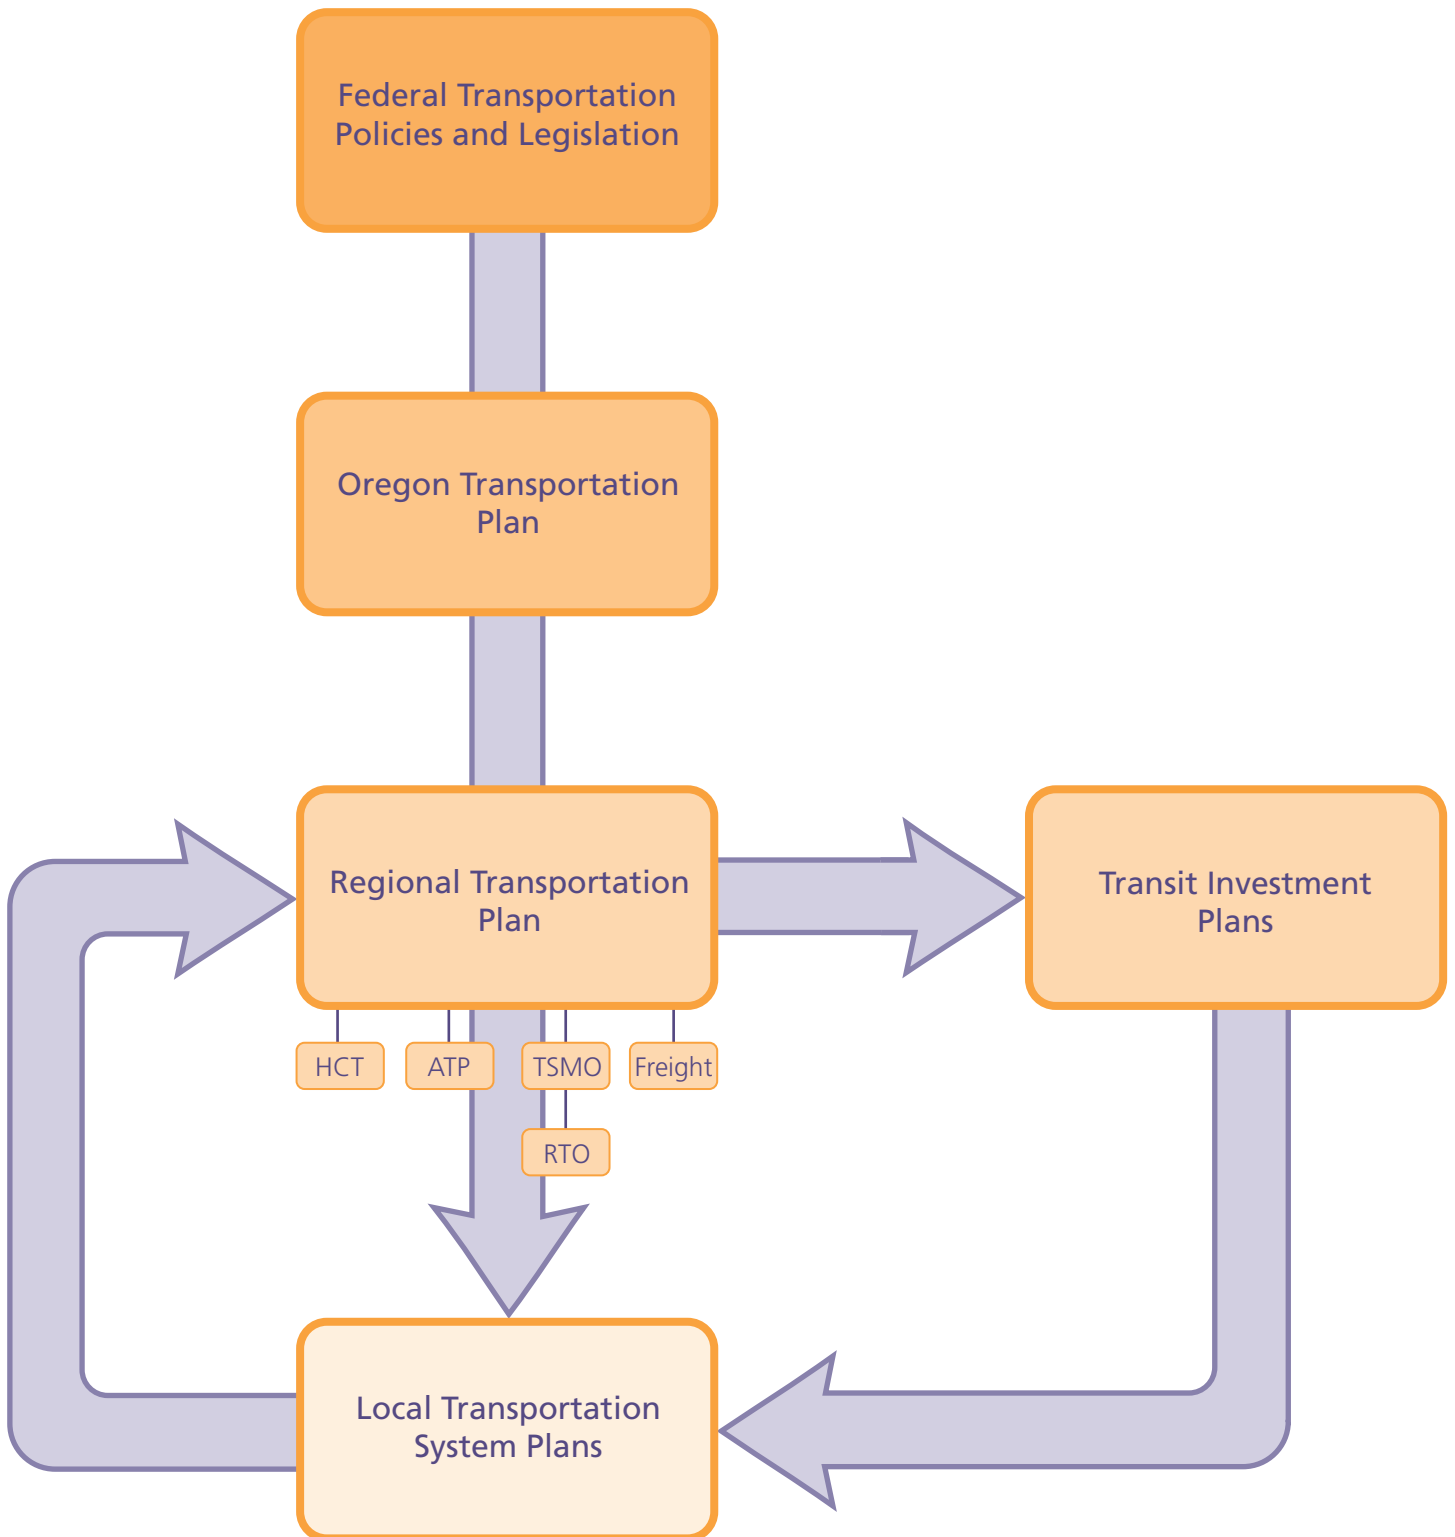 Federal Transportation
Policies and Legislation
Oregon Transportation
Plan
Regional Transportation
Plan
Transit Investment
Plans
HCT
ATP
TSMO
Freight
RTO
Local Transportation
System Plans